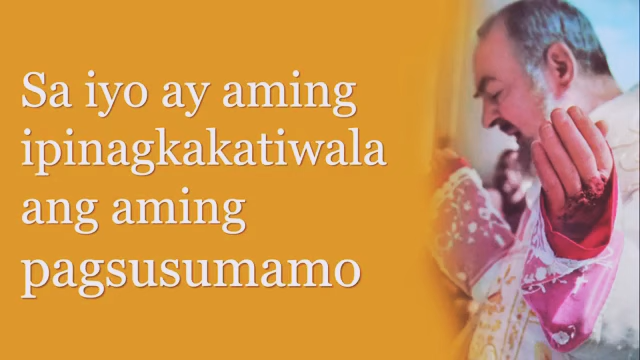 Sa iyo ay aming
ipinagkakatiwala
ang aming
pagsusumamo